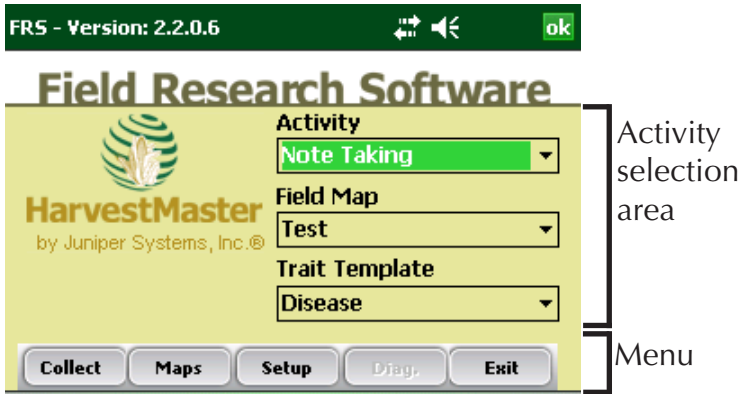 FRS - Version: 2.2.0.6 ok
Field Research Software
Activity
Note Taking
HarvestMaster
by Juniper Systems, Inc.®
Field Map
Test
Trait Template
Disease
Collect Maps Setup Diag. Exit
Activity
selection
area
Menu